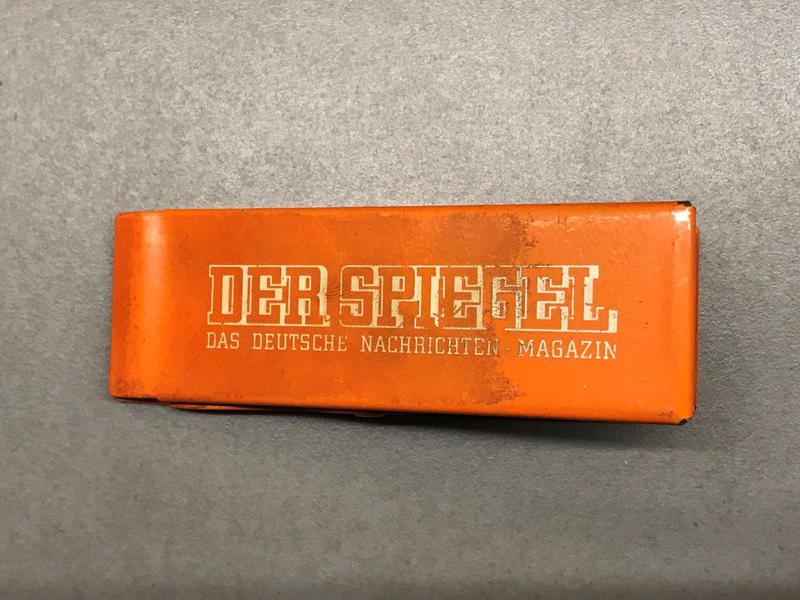 DER SPIEGEL
DAS DEUTSCHE NACHRICHTEN-MAGAZIN